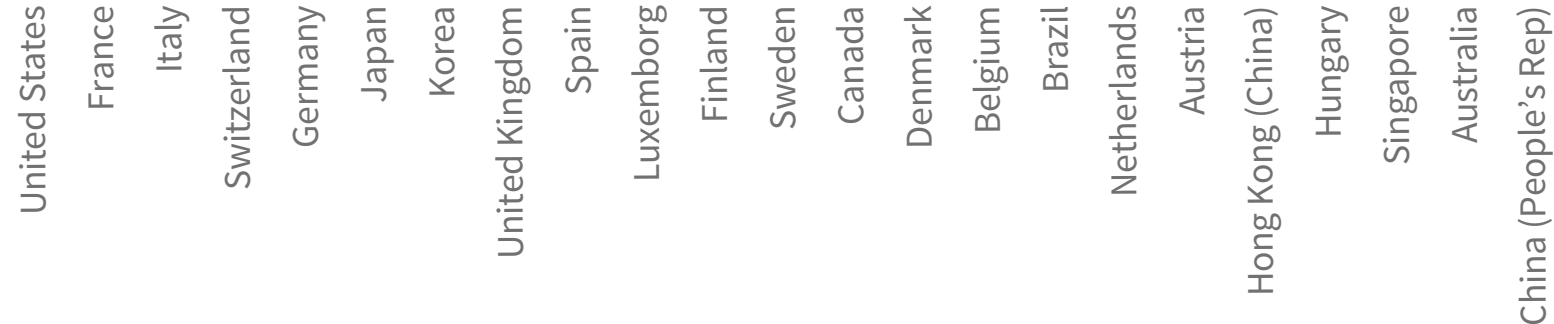 United States
France
Italy
Switzerland
Germany
Japan
Korea
United Kingdom
Spain
Luxemborg
Finland
Sweden
Canada
Denmark
Belgium
Brazil
Netherlands
Austria
Hong Kong (China)
Hungary
Singapore
Australia
China (People’s Rep)